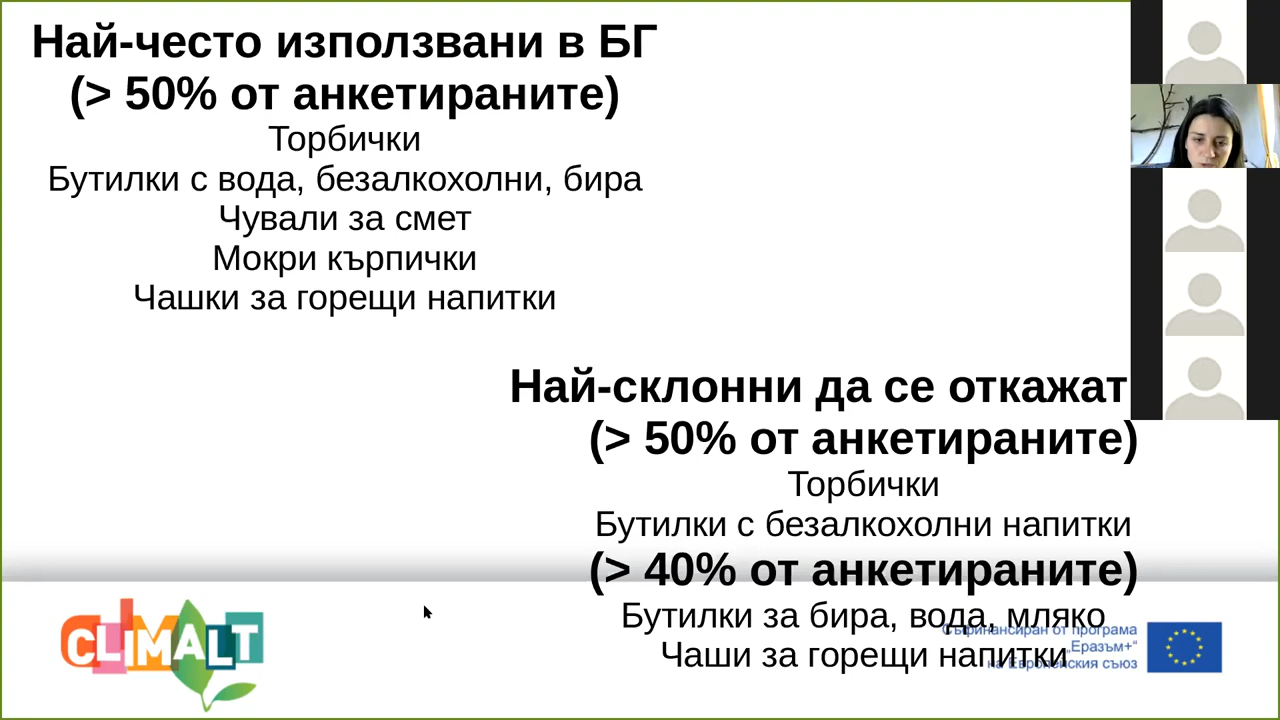 Най-често използвани в БГ
(> 50% от анкетираните)
Торбички
Бутилки с вода, безалкохолни, бира
Чували за смет
Мокри кърпички
Чашки за горещи напитки
Най-склонни да се откажат
(> 50% от анкетираните)
Торбички
Бутилки с безалкохолни напитки
(> 40% от анкетираните)
Бутилки за бира, вода, мляко
Чаши за горещи напитки
CLIMALT
Съфинансиран от програма
„Еразъм+“
на Европейския съюз